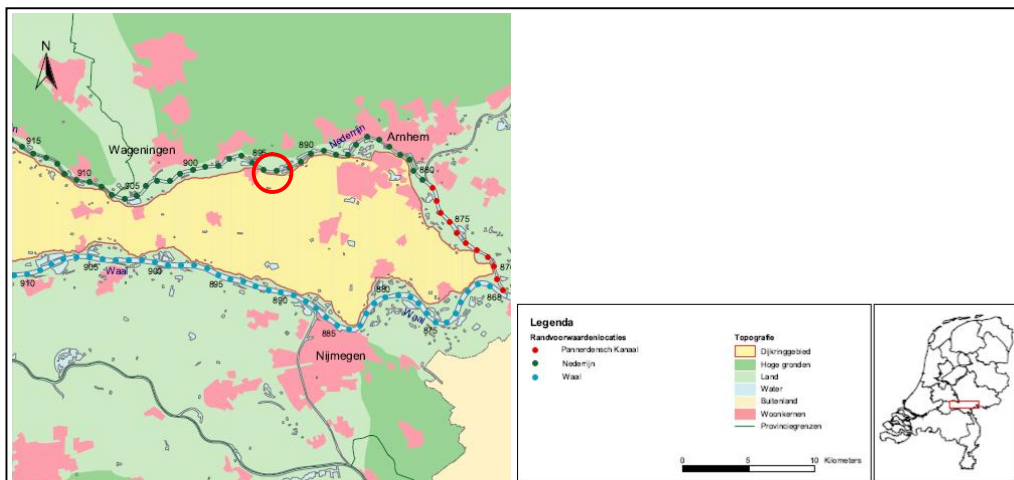 N
915
Wageningen
910
905
900
895
890
Nederrijn
Arnhem
880
875
870
868
Waal
910
905
900
895
890
885
880
875
Waal
Nijmegen
Legenda
Randvoorwaardenlocaties
Pannerdensch Kanaal
Nederrijn
Waal
Topografie
Dijkringgebied
Hoge gronden
Land
Water
Buitenland
Woonkernen
Provinciegrenzen
0 5 10 Kilometers